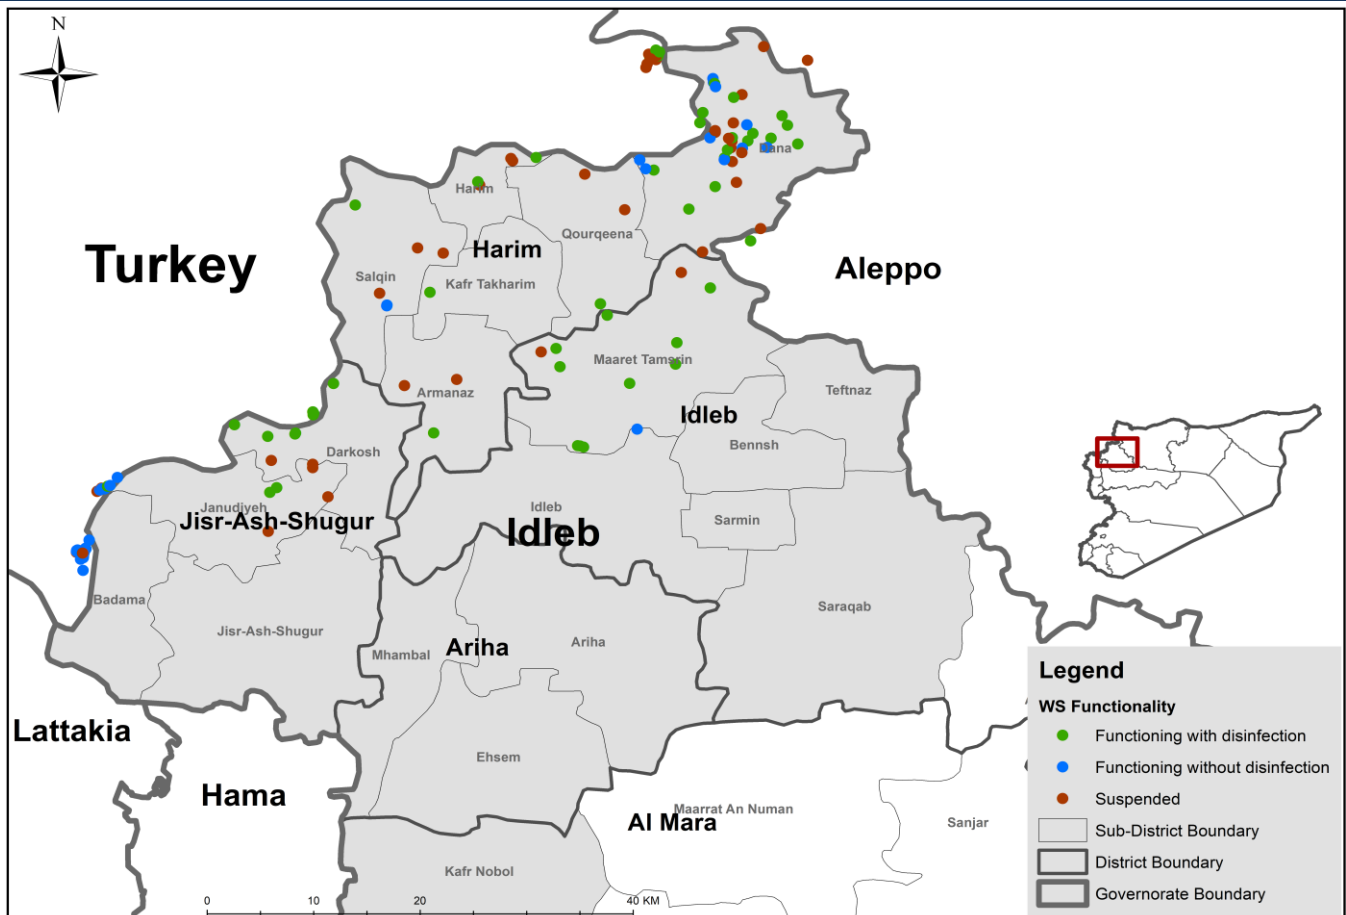 N
Dana
Harim
Qourqeena
Harim
Turkey
Aleppo
Salqin
Kafr Takharim
Maaret Tamsrin
Armanaz
Teftnaz
Idleb
Bennsh
Darkosh
Janudiyeh
Jisr-Ash-Shugur
Idleb
Idleb
Sarmin
Badama
Saraqab
Jisr-Ash-Shugur
Mhambal
Ariha
Ariha
Lattakia
Ehsem
Hama
Maarrat An Numan
Al Mara
Sanjar
Kafr Nobol
0 10 20 40 KM
Legend
WS Functionality
Functioning with disinfection
Functioning without disinfection
Suspended
Sub-District Boundary
District Boundary
Governorate Boundary